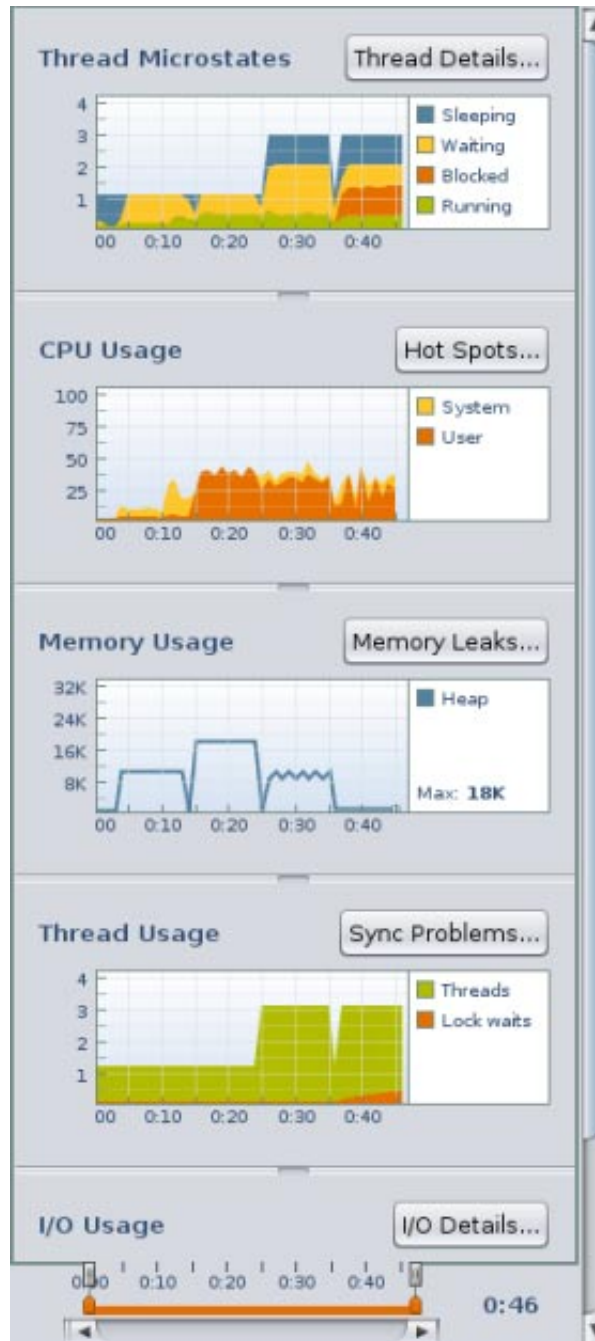 Thread Microstates Thread Details...
4
3
2
1
00 0:10 0:20 0:30 0:40
Sleeping
Waiting
Blocked
Running
CPU Usage Hot Spots...
100
75
50
25
00 0:10 0:20 0:30 0:40
System
User
Memory Usage Memory Leaks...
32K
24K
16K
8K
00 0:10 0:20 0:30 0:40
Heap
Max: 18K
Thread Usage Sync Problems...
4
3
2
1
00 0:10 0:20 0:30 0:40
Threads
Lock waits
I/O Usage I/O Details...
0:00 0:10 0:20 0:30 0:40
0:46